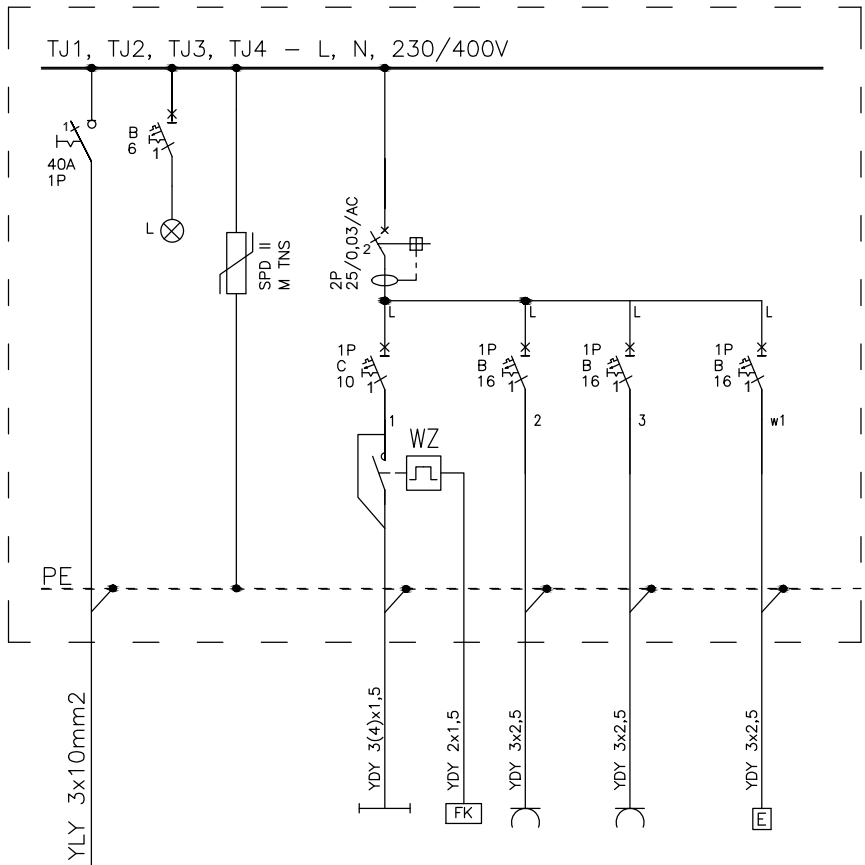 TJ1, TJ2, TJ3, TJ4 – L, N, 230/400V
1
40A
1P
B
6
1
L
SPD II
M TNS
2P
25/0,03/AC
2
L
L
L
L
1P
C
10
1
1P
B
16
1
1P
B
16
1
1P
B
16
1
1
2
3
w1
WZ
PE
YLY 3x10mm2
YDY 3(4)x1,5
YDY 2x1,5
YDY 3x2,5
YDY 3x2,5
YDY 3x2,5
FK
E